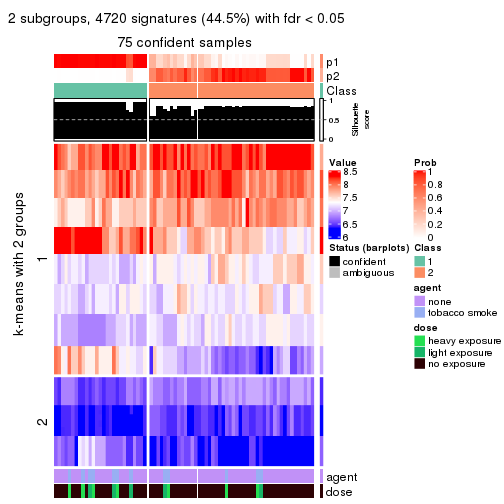 2 subgroups, 4720 signatures (44.5%) with fdr < 0.05
75 confident samples
p1
p2
Class
1
0.5
0
Silhouette
score
k-means with 2 groups
1
2
agent
dose
Value
8.5
8
7.5
7
6.5
6
Prob
1
0.8
0.6
0.4
0.2
0
Status (barplots)
confident
ambiguous
Class
1
2
agent
none
tobacco smoke
dose
heavy exposure
light exposure
no exposure